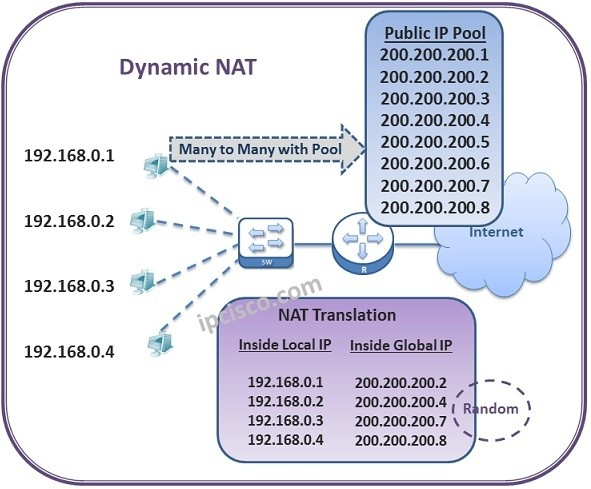 Dynamic NAT
Public IP Pool
200.200.200.1
200.200.200.2
200.200.200.3
200.200.200.4
200.200.200.5
200.200.200.6
200.200.200.7
200.200.200.8
192.168.0.1
Many to Many with Pool
192.168.0.2
192.168.0.3
192.168.0.4
SW
R
Internet
ipcisco.com
NAT Translation
Inside Local IP Inside Global IP
192.168.0.1 200.200.200.2
192.168.0.2 200.200.200.4
192.168.0.3 200.200.200.7
192.168.0.4 200.200.200.8
Random